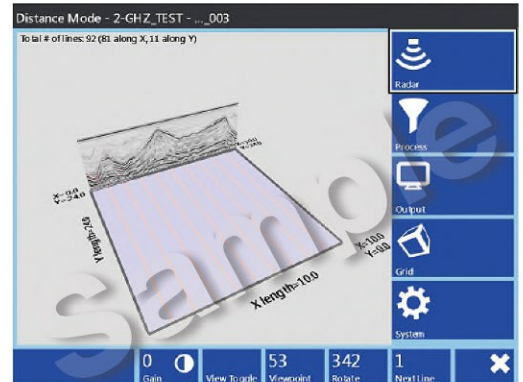 Distance Mode - 2-GHZ_TEST - ..._003
Total # of lines: 92 (81 along X,11 along Y)
Radar
Process
Output
Grid
System
X=0.0
Y=24.0
Y length=24.0
X length=10.0
X=10.0
Y=0.0
Sample
0
Gain
View Toggle
53
Viewpoint
342
Rotate
1
Next Line